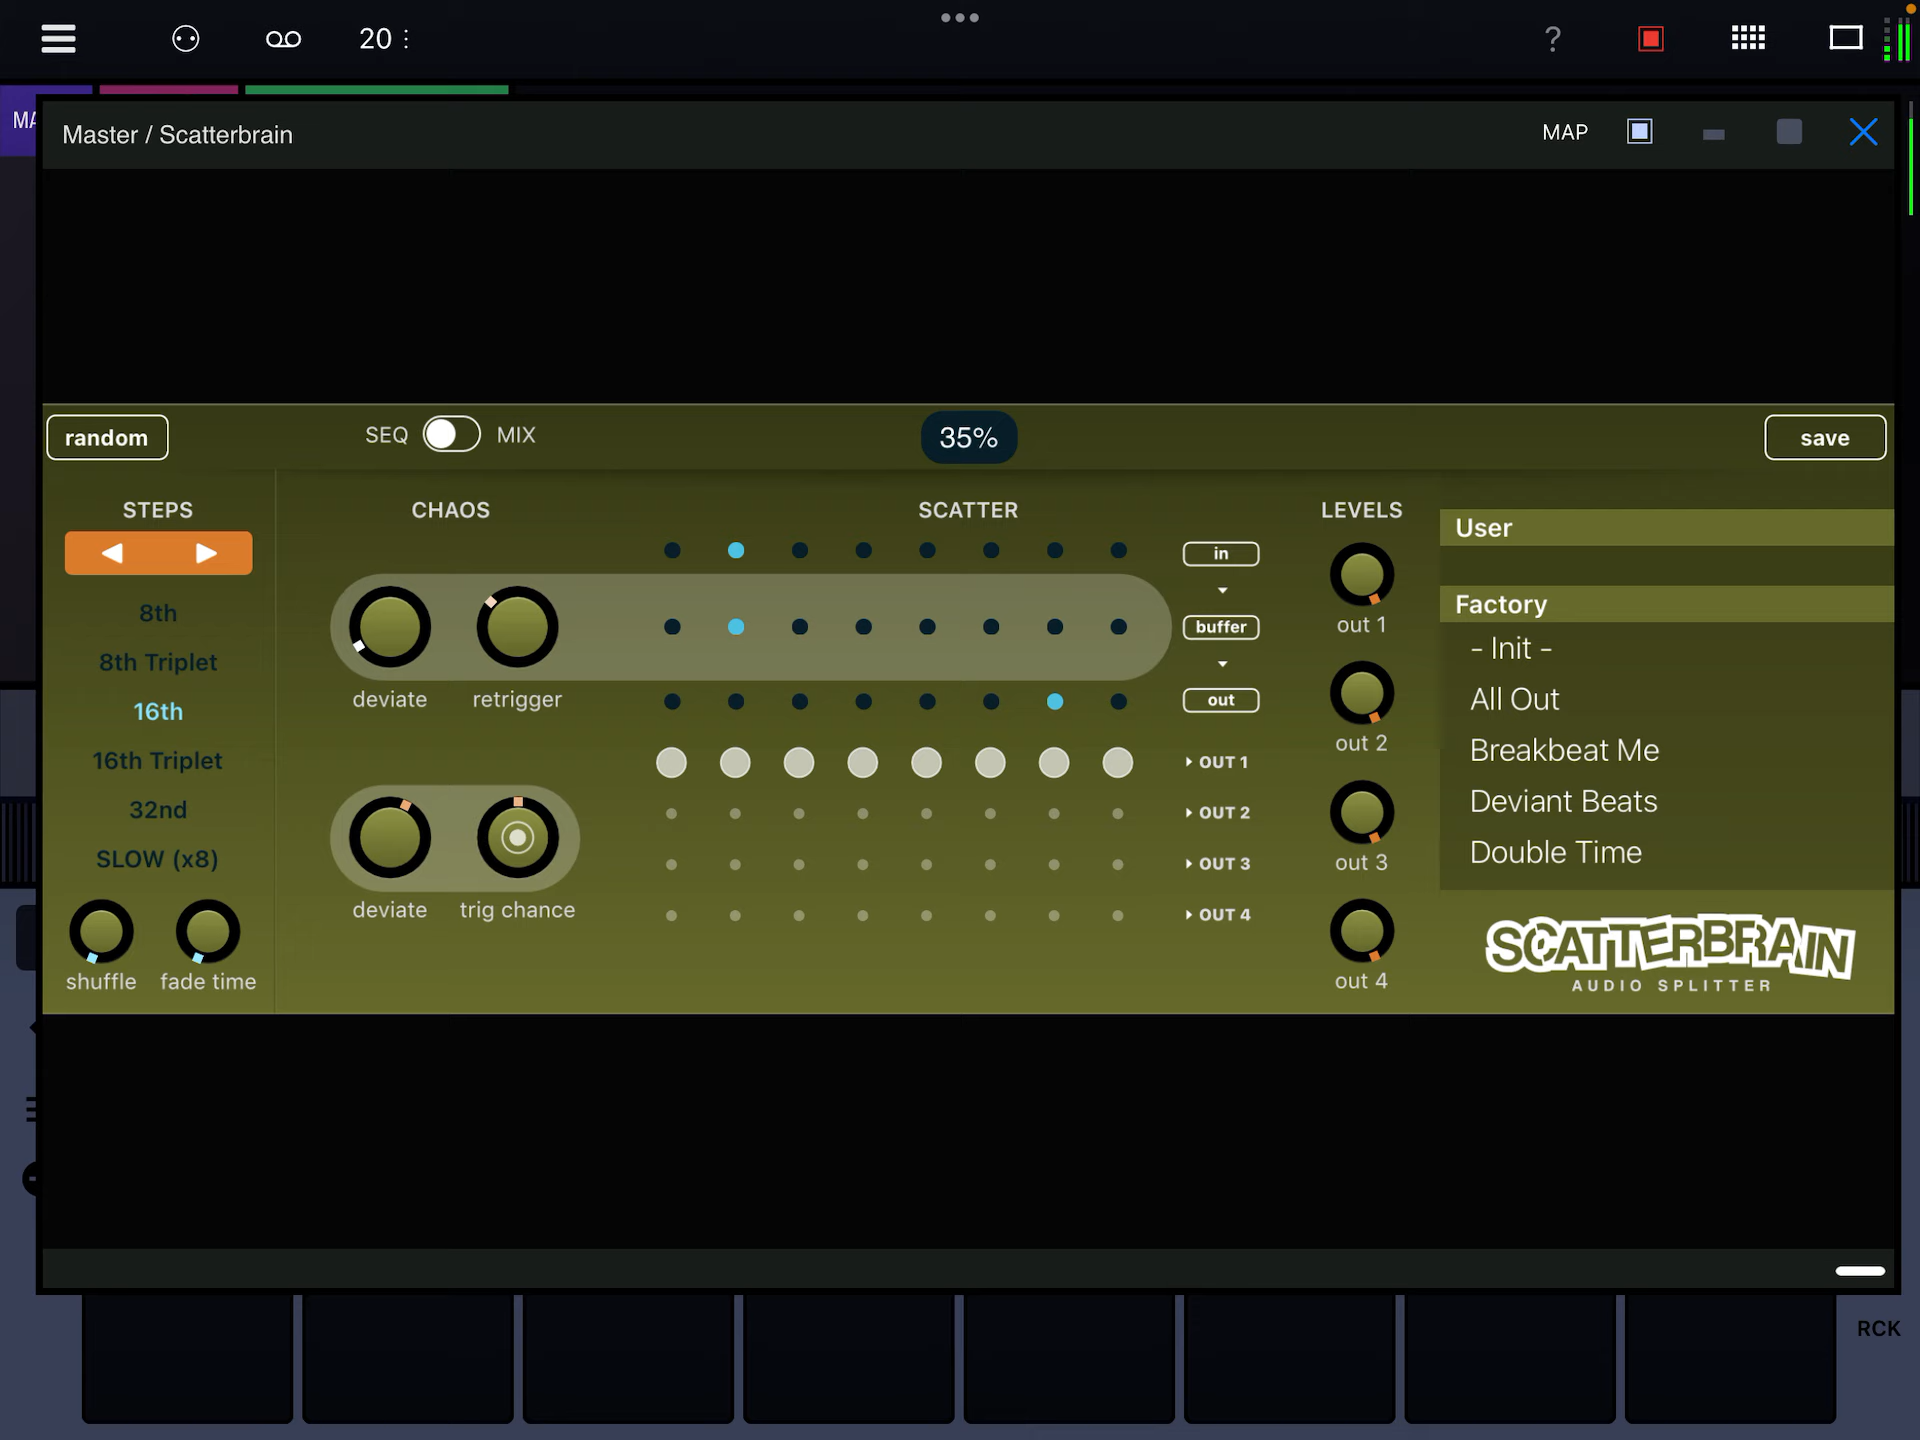 20
?
MA
Master / Scatterbrain
MAP
random
SEQ MIX
35%
save
STEPS
CHAOS
SCATTER
LEVELS
8th
8th Triplet
16th
16th Triplet
32nd
SLOW (x8)
shuffle
fade time
deviate
retrigger
deviate
trig chance
in
buffer
out
OUT 1
OUT 2
OUT 3
OUT 4
out 1
out 2
out 3
out 4
User
Factory
- Init -
All Out
Breakbeat Me
Deviant Beats
Double Time
SCATTERBRAIN
AUDIO SPLITTER
RCK